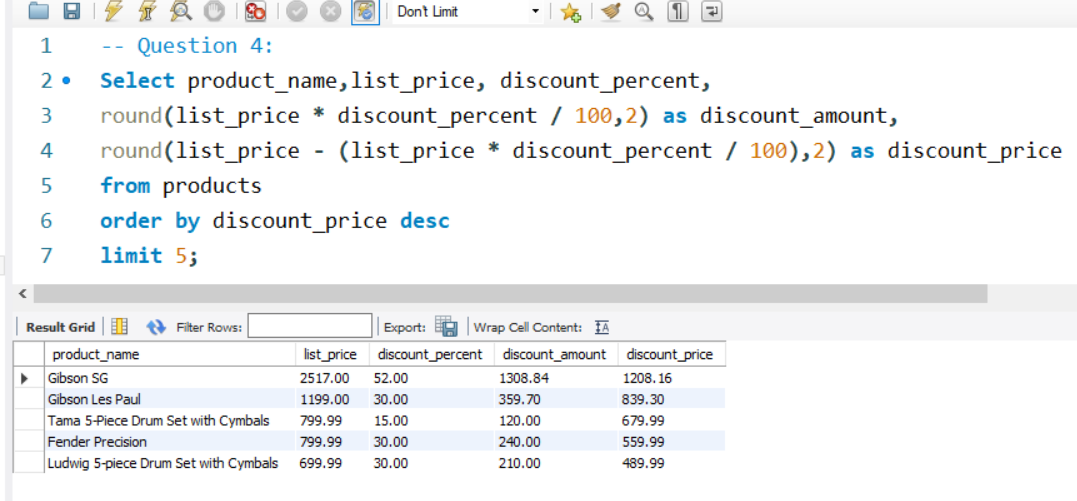 Don't Limit
1 -- Question 4:
2 Select product_name,list_price, discount_percent,
3 round(list_price * discount_percent / 100,2) as discount_amount,
4 round(list_price - (list_price * discount_percent / 100),2) as discount_price
5 from products
6 order by discount_price desc
7 limit 5;
Result Grid Filter Rows: Export: Wrap Cell Content:
product_name list_price discount_percent discount_amount discount_price
Gibson SG 2517.00 52.00 1308.84 1208.16
Gibson Les Paul 1199.00 30.00 359.70 839.30
Tama 5-Piece Drum Set with Cymbals 799.99 15.00 120.00 679.99
Fender Precision 799.99 30.00 240.00 559.99
Ludwig 5-piece Drum Set with Cymbals 699.99 30.00 210.00 489.99